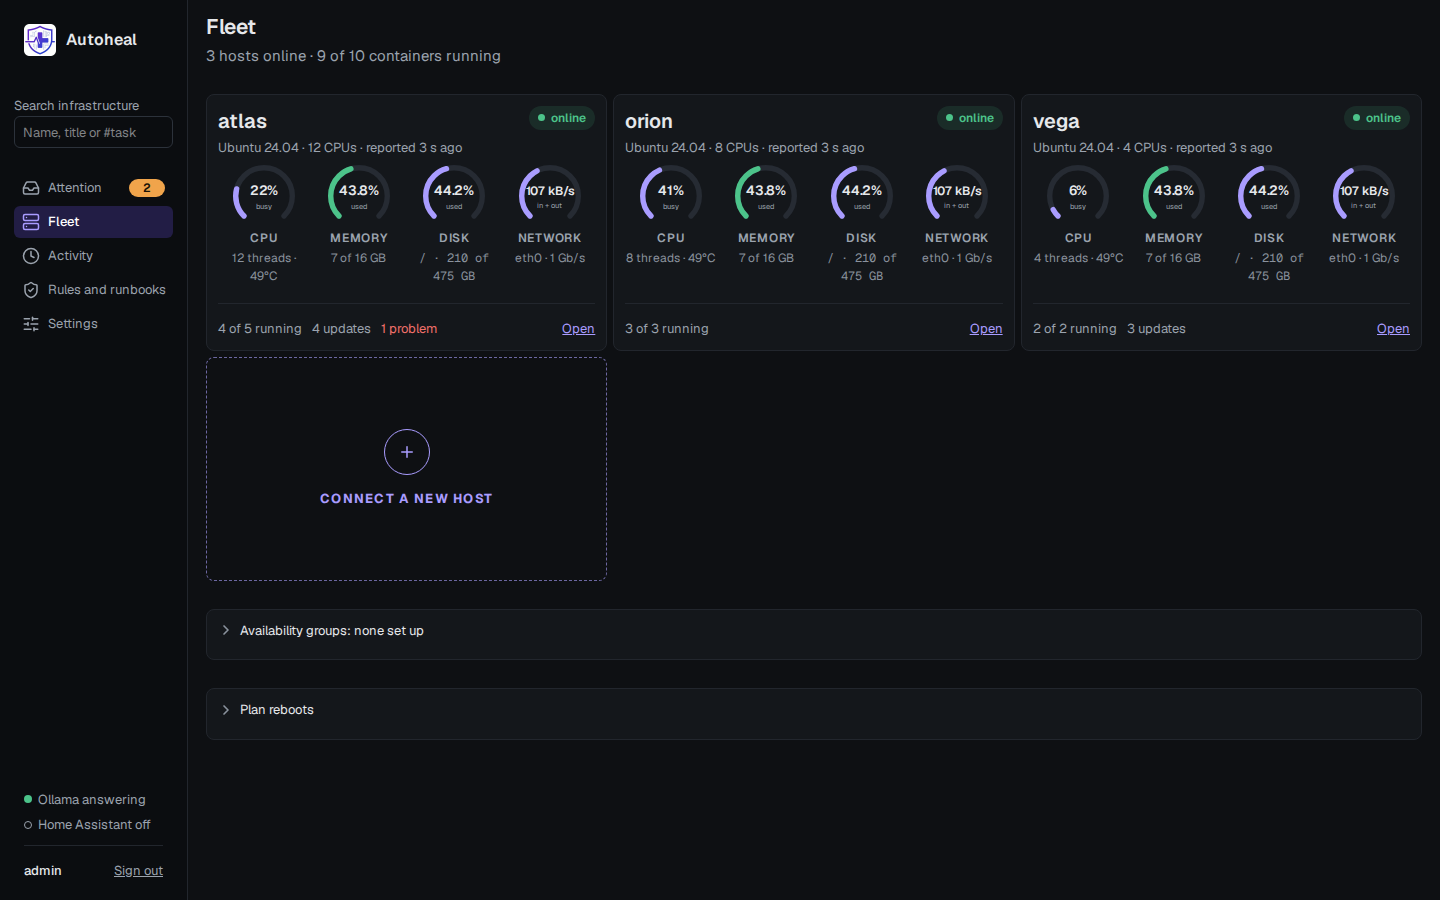 Autoheal
Search infrastructure
Name, title or #task
Attention 2
Fleet
Activity
Rules and runbooks
Settings
Ollama answering
Home Assistant off
admin Sign out
Fleet
3 hosts online · 9 of 10 containers running
atlas online
Ubuntu 24.04 · 12 CPUs · reported 3 s ago
22% 43.8% 44.2% 107 kB/s
busy used used in + out
CPU MEMORY DISK NETWORK
12 threads · 7 of 16 GB / · 210 of eth0 · 1 Gb/s
49°C 475 GB
4 of 5 running 4 updates 1 problem Open
orion online
Ubuntu 24.04 · 8 CPUs · reported 3 s ago
41% 43.8% 44.2% 107 kB/s
busy used used in + out
CPU MEMORY DISK NETWORK
8 threads · 49°C 7 of 16 GB / · 210 of eth0 · 1 Gb/s
475 GB
3 of 3 running Open
vega online
Ubuntu 24.04 · 4 CPUs · reported 3 s ago
6% 43.8% 44.2% 107 kB/s
busy used used in + out
CPU MEMORY DISK NETWORK
4 threads · 49°C 7 of 16 GB / · 210 of eth0 · 1 Gb/s
475 GB
2 of 2 running 3 updates Open
CONNECT A NEW HOST
Availability groups: none set up
Plan reboots